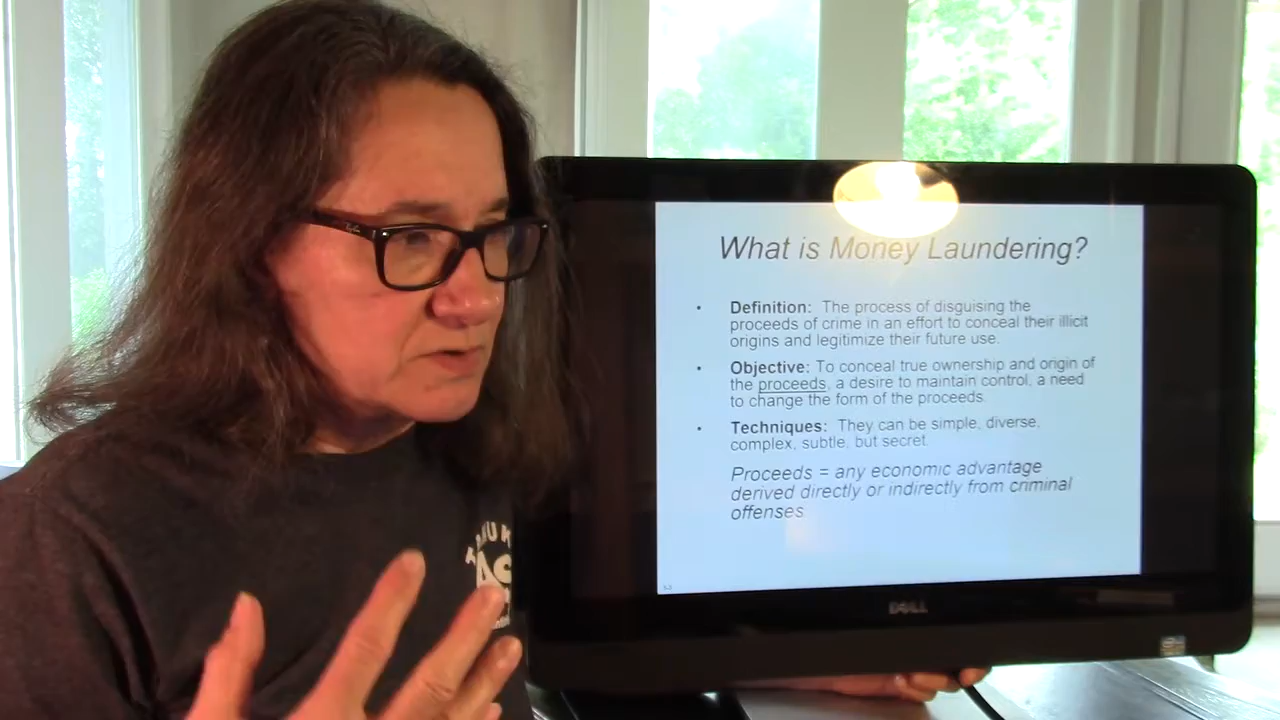 What is Money Laundering?
• Definition: The process of disguising the
proceeds of crime in an effort to conceal their illicit
origins and legitimize their future use.
• Objective: To conceal true ownership and origin of
the proceeds, a desire to maintain control, a need
to change the form of the proceeds.
• Techniques: They can be simple, diverse,
complex, subtle, but secret.
Proceeds = any economic advantage
derived directly or indirectly from criminal
offenses
DELL